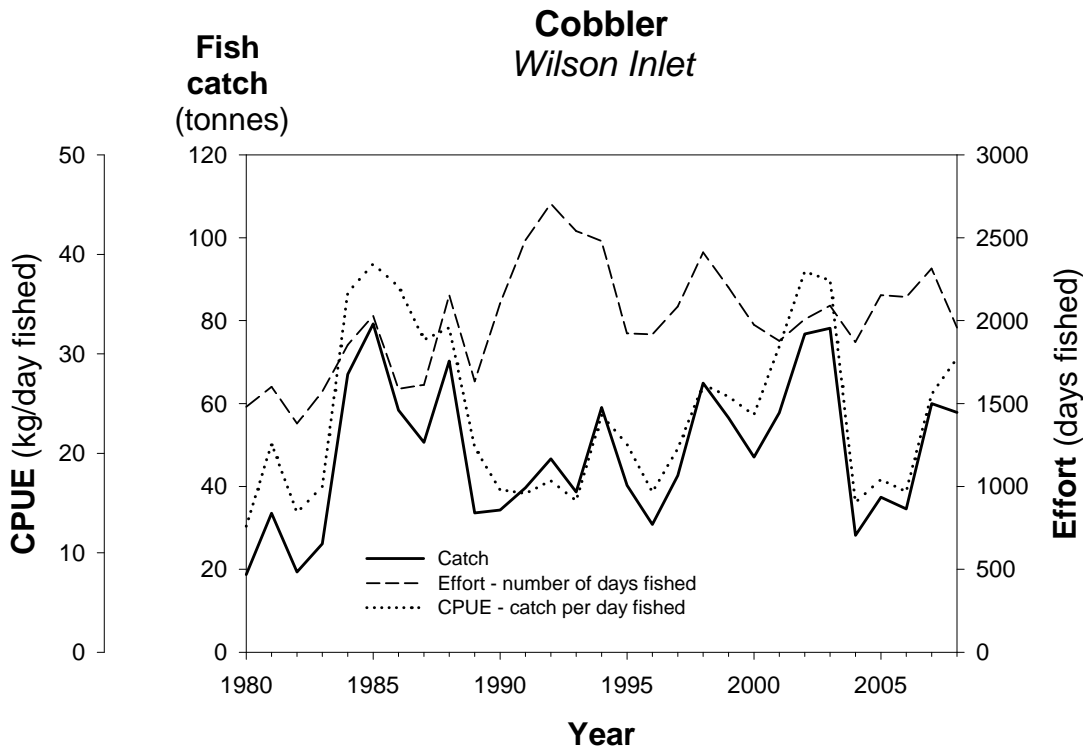 Cobbler
Wilson Inlet
Fish
catch
(tonnes)
CPUE (kg/day fished)
50
40
30
20
10
0
120
100
80
60
40
20
0
3000
2500
2000
1500
1000
500
0
Effort (days fished)
Catch
Effort - number of days fished
CPUE - catch per day fished
1980
1985
1990
1995
2000
2005
Year